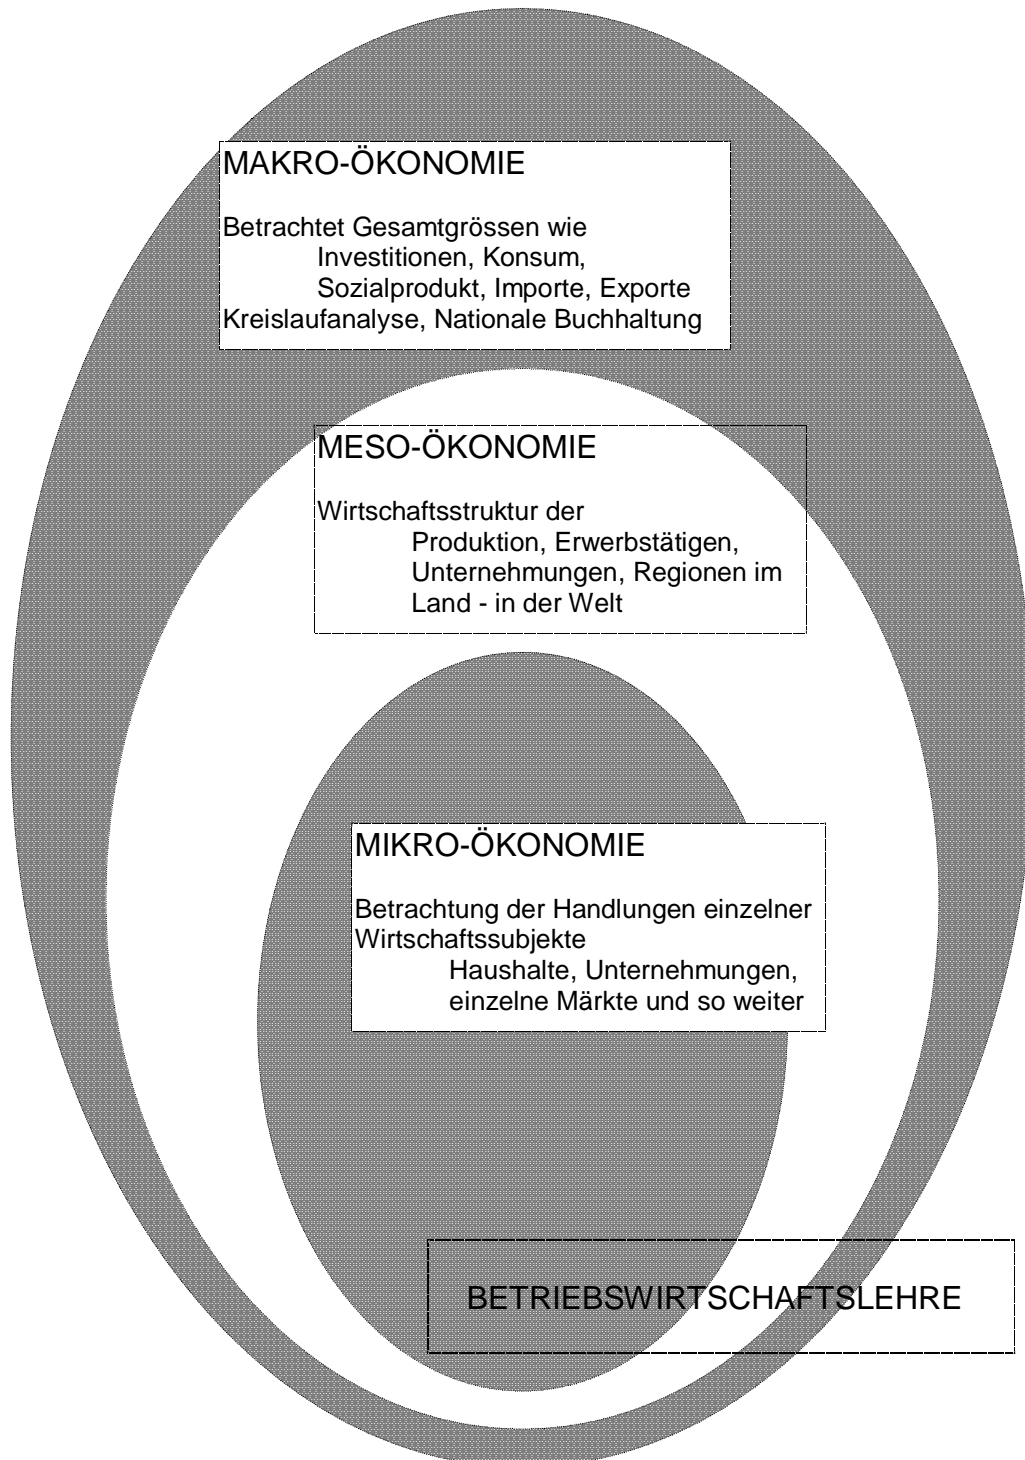 MAKRO-ÖKONOMIE
Betrachtet Gesamtgrössen wie
Investitionen, Konsum,
Sozialprodukt, Importe, Exporte
Kreislaufanalyse, Nationale Buchhaltung
MESO-ÖKONOMIE
Wirtschaftsstruktur der
Produktion, Erwerbstätigen,
Unternehmungen, Regionen im
Land - in der Welt
MIKRO-ÖKONOMIE
Betrachtung der Handlungen einzelner
Wirtschaftssubjekte
Haushalte, Unternehmungen,
einzelne Märkte und so weiter
BETRIEBSWIRTSCHAFTSLEHRE